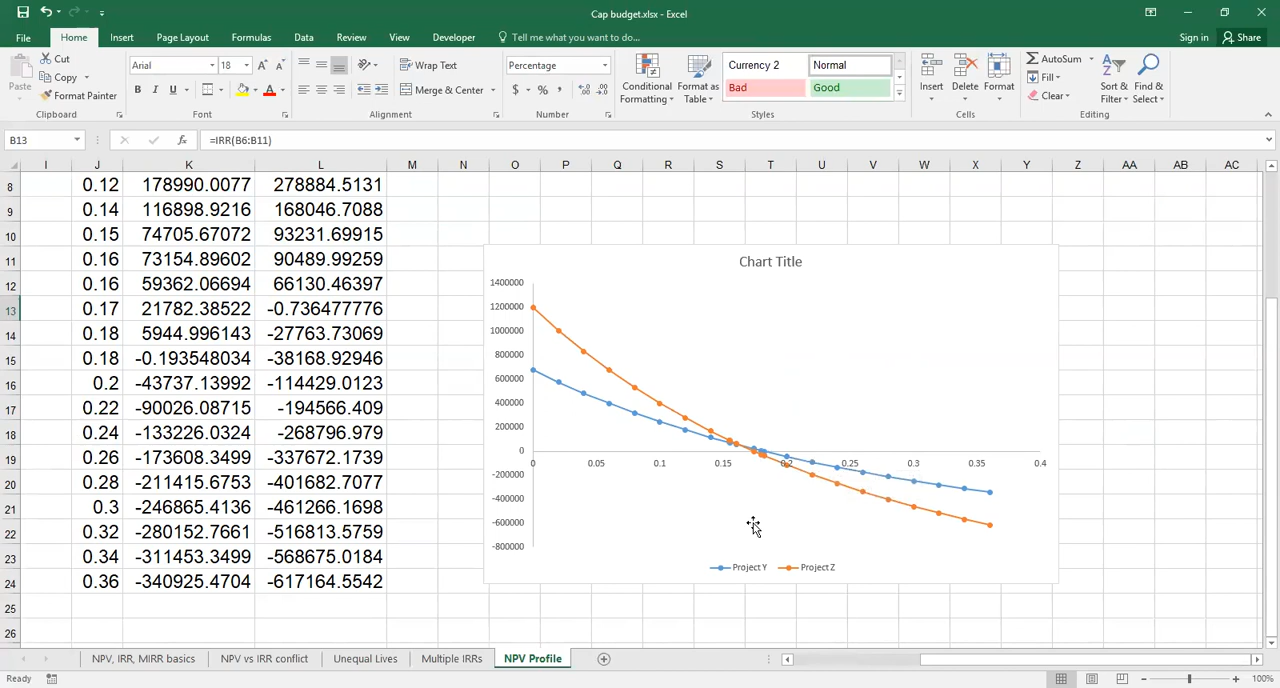 Cap budget.xlsx - Excel
File Home Insert Page Layout Formulas Data Review View Developer Tell me what you want to do... Sign in Share
Paste Cut Copy Format Painter Clipboard
Arial 18 A A B I U A Font
Wrap Text Merge & Center Alignment
Percentage $ % , Number
Conditional Formatting Format as Table Currency 2 Normal Bad Good Styles
Insert Delete Format Cells
AutoSum Fill Clear Sort & Filter Find & Select Editing
B13 fx =IRR(B6:B11)
I J K L M N O P Q R S T U V W X Y Z AA AB AC
8 0.12 178990.0077 278884.5131
9 0.14 116898.9216 168046.7088
10 0.15 74705.67072 93231.69915
11 0.16 73154.89602 90489.99259
12 0.16 59362.06694 66130.46397
13 0.17 21782.38522 -0.736477776
14 0.18 5944.996143 -27763.73069
15 0.18 -0.193548034 -38168.92946
16 0.2 -43737.13992 -114429.0123
17 0.22 -90026.08715 -194566.409
18 0.24 -133226.0324 -268796.979
19 0.26 -173608.3499 -337672.1739
20 0.28 -211415.6753 -401682.7077
21 0.3 -246865.4136 -461266.1698
22 0.32 -280152.7661 -516813.5759
23 0.34 -311453.3499 -568675.0184
24 0.36 -340925.4704 -617164.5542
25
26
Chart Title
1400000
1200000
1000000
800000
600000
400000
200000
0
-200000
-400000
-600000
-800000
0 0.05 0.1 0.15 0.2 0.25 0.3 0.35 0.4
Project Y Project Z
NPV, IRR, MIRR basics NPV vs IRR conflict Unequal Lives Multiple IRRs NPV Profile
Ready 100%